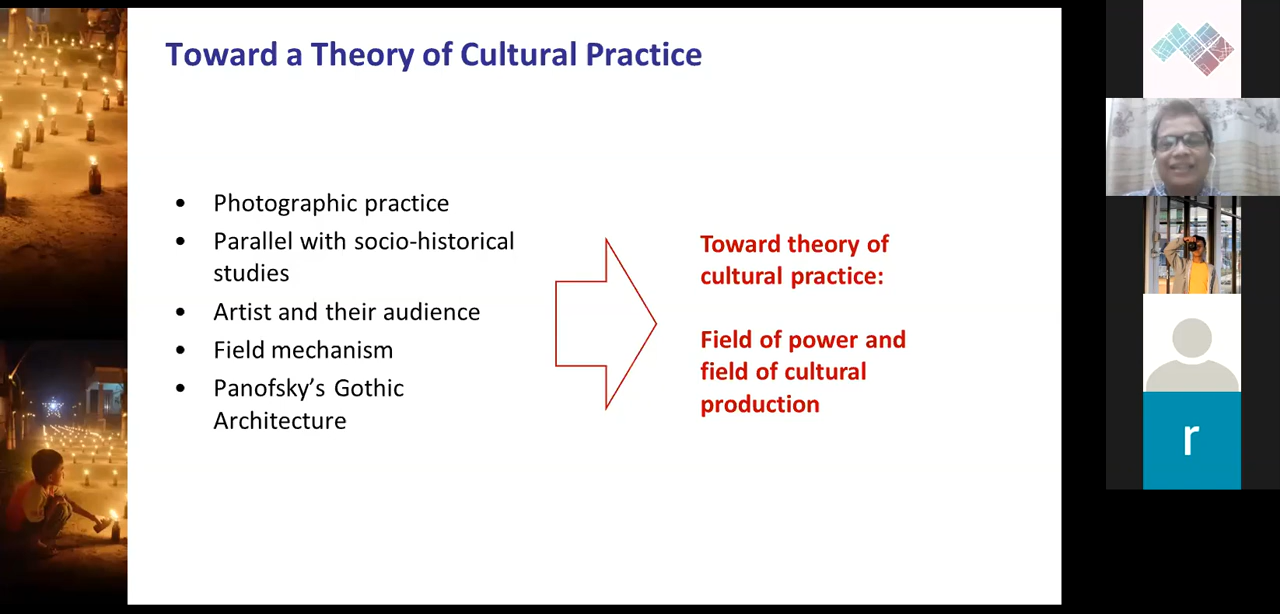 Toward a Theory of Cultural Practice
• Photographic practice
• Parallel with socio-historical
studies
• Artist and their audience
• Field mechanism
• Panofsky’s Gothic
Architecture
Toward theory of
cultural practice:
Field of power and
field of cultural
production
r